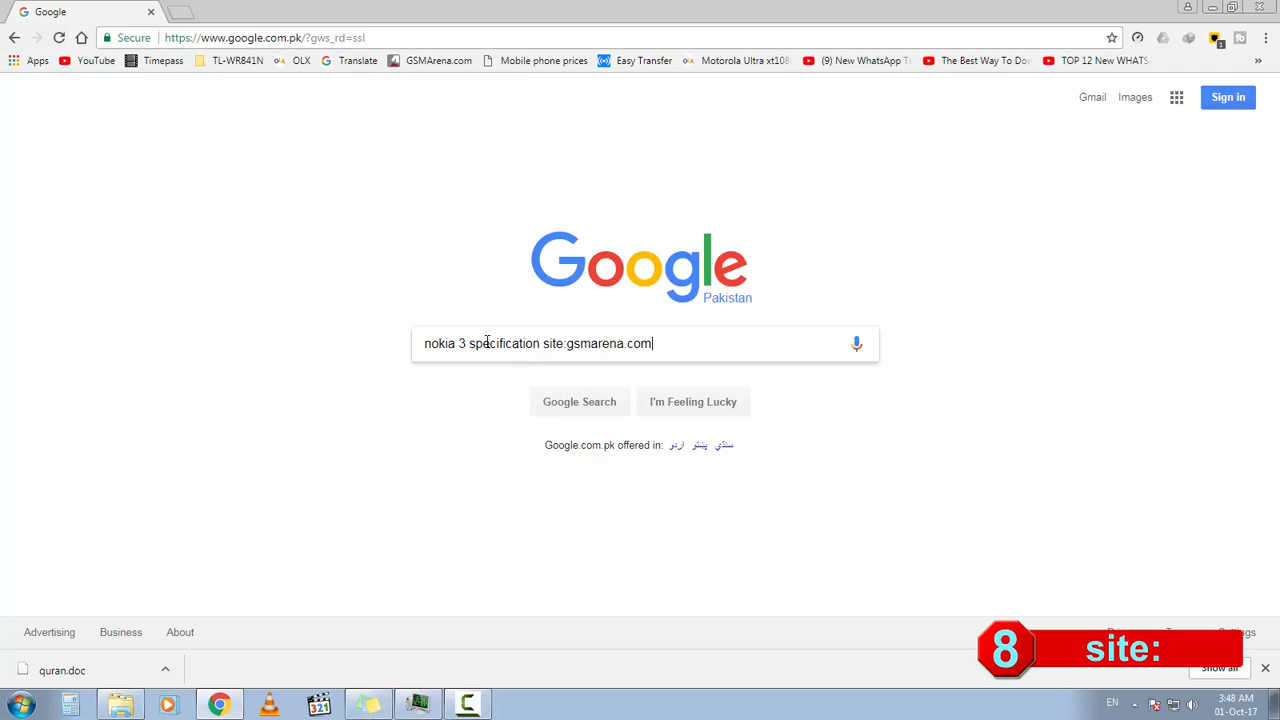 Google
Secure https://www.google.com.pk/?gws_rd=ssl
Apps YouTube Timepass TL-WR841N OLX Translate GSMArena.com Mobile phone prices Easy Transfer Motorola Ultra xt108 (9) New WhatsApp T The Best Way To Do TOP 12 New WHATS
Gmail Images Sign in
Google
Pakistan
nokia 3 specification site:gsmarena.com
Google Search I'm Feeling Lucky
Google.com.pk offered in: اردو پښتو سنڌي
Advertising Business About
8 site:
quran.doc Show all
321
EN 3:48 AM
01-Oct-17